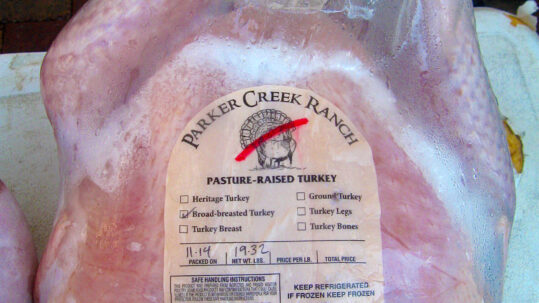 PARKER CREEK RANCH
PASTURE-RAISED TURKEY
Heritage Turkey
Broad-breasted Turkey
Turkey Breast
Ground Turkey
Turkey Legs
Turkey Bones
11-14 19.32
PACKED ON NET WT. LBS. PRICE PER LB. TOTAL PRICE
SAFE HANDLING INSTRUCTIONS
KEEP REFRIGERATED
IF FROZEN KEEP FROZEN